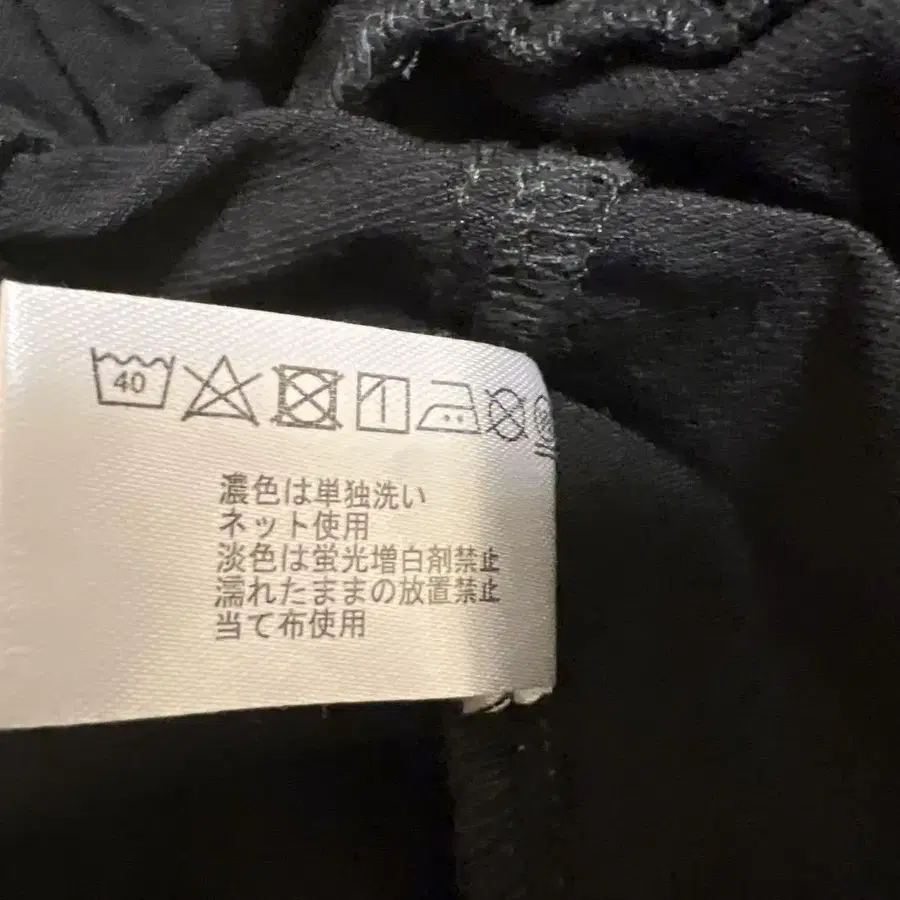 40
濃色は単独洗い
ネット使用
淡色は蛍光増白剤禁止
濡れたままの放置禁止
当て布使用